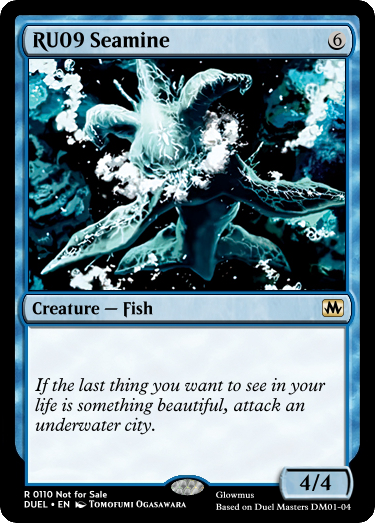 RU09 Seamine
6
Creature — Fish
M
If the last thing you want to see in your
life is something beautiful, attack an
underwater city.
4/4
R 0110 Not for Sale
DUEL • EN Tomofumi Ogasawara
Glowmus
Based on Duel Masters DM01-04